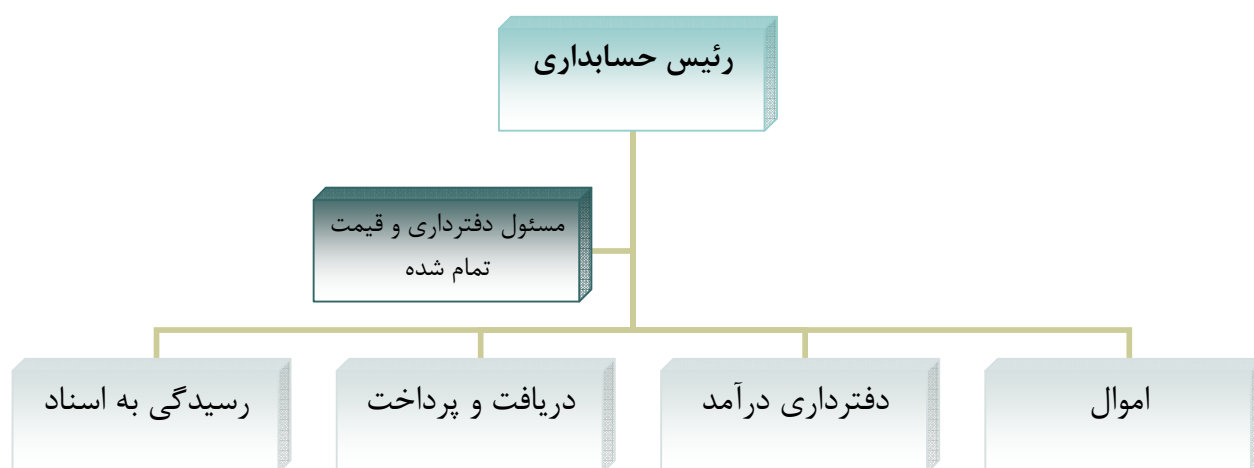 رئیس حسابداری
مسئول دفترداری و قیمت
تمام شده
اموال
دفترداری درآمد
دریافت و پرداخت
رسیدگی به اسناد